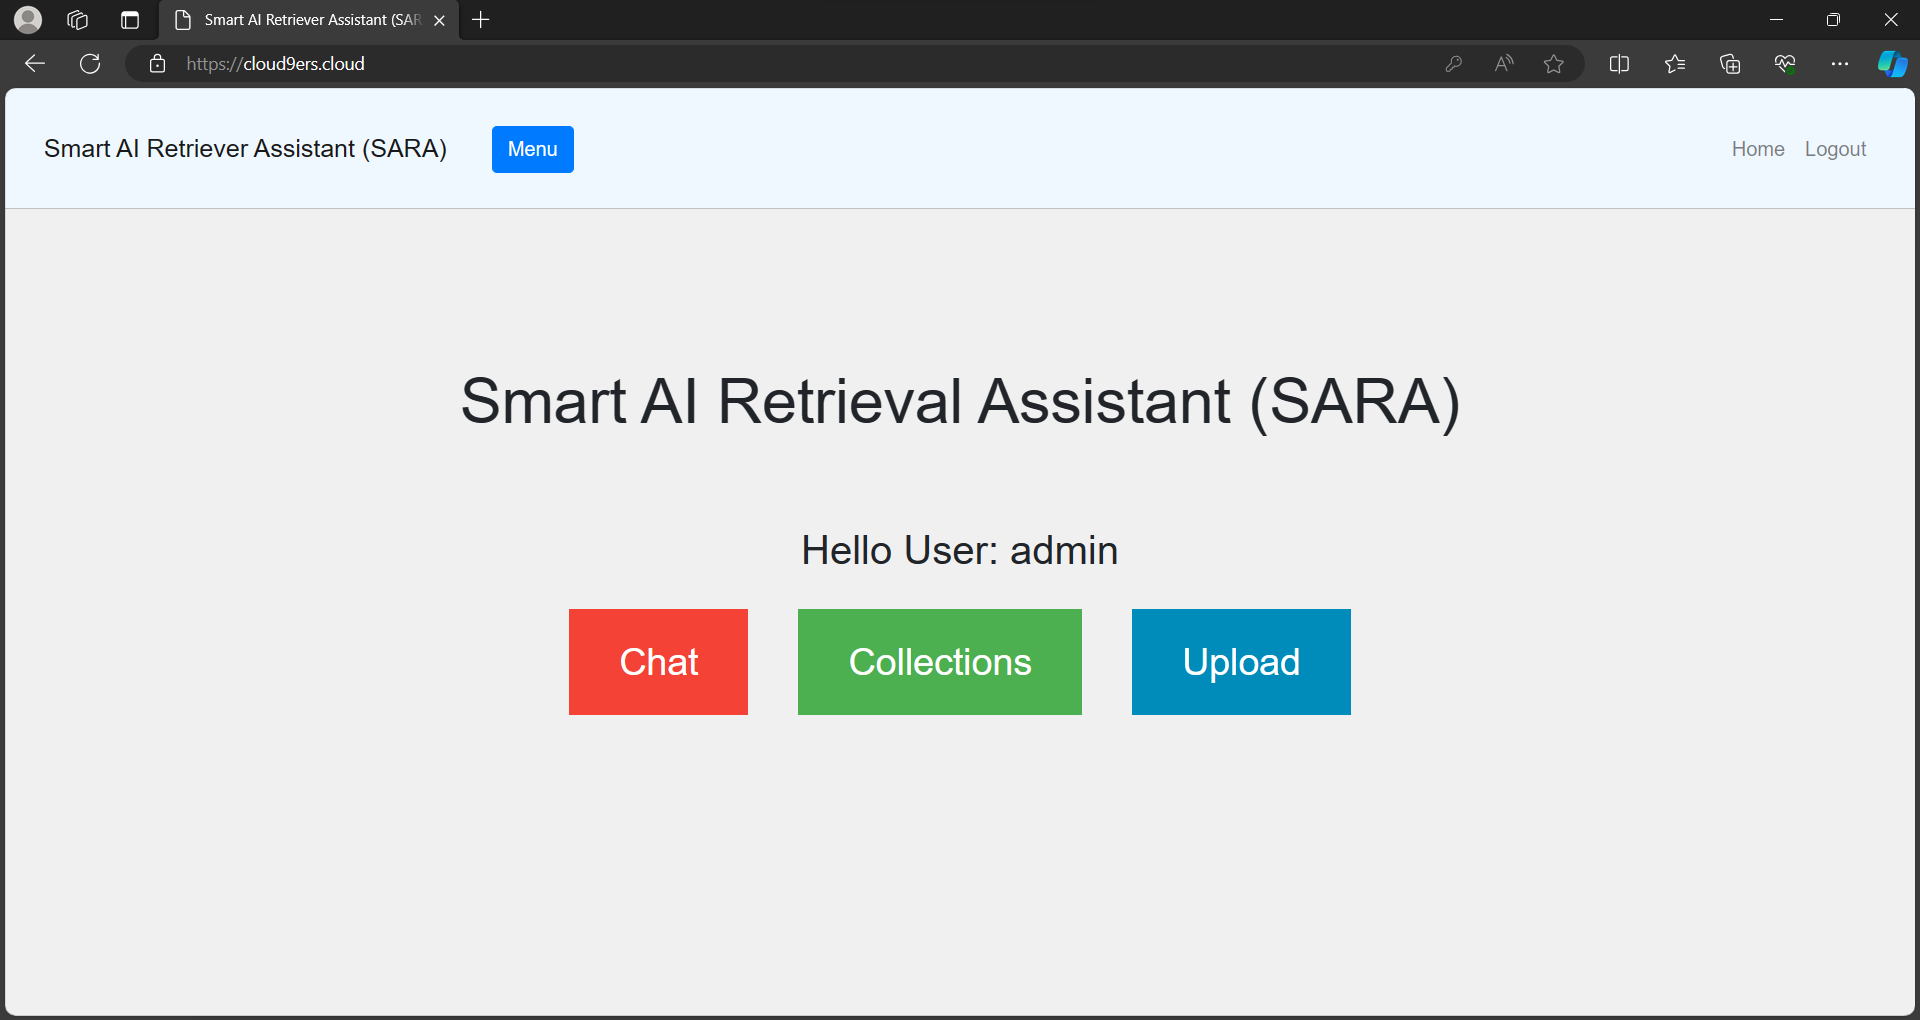 Smart AI Retriever Assistant (SAR
https://cloud9ers.cloud
Smart AI Retriever Assistant (SARA)
Menu
Home
Logout
Smart AI Retrieval Assistant (SARA)
Hello User: admin
Chat
Collections
Upload